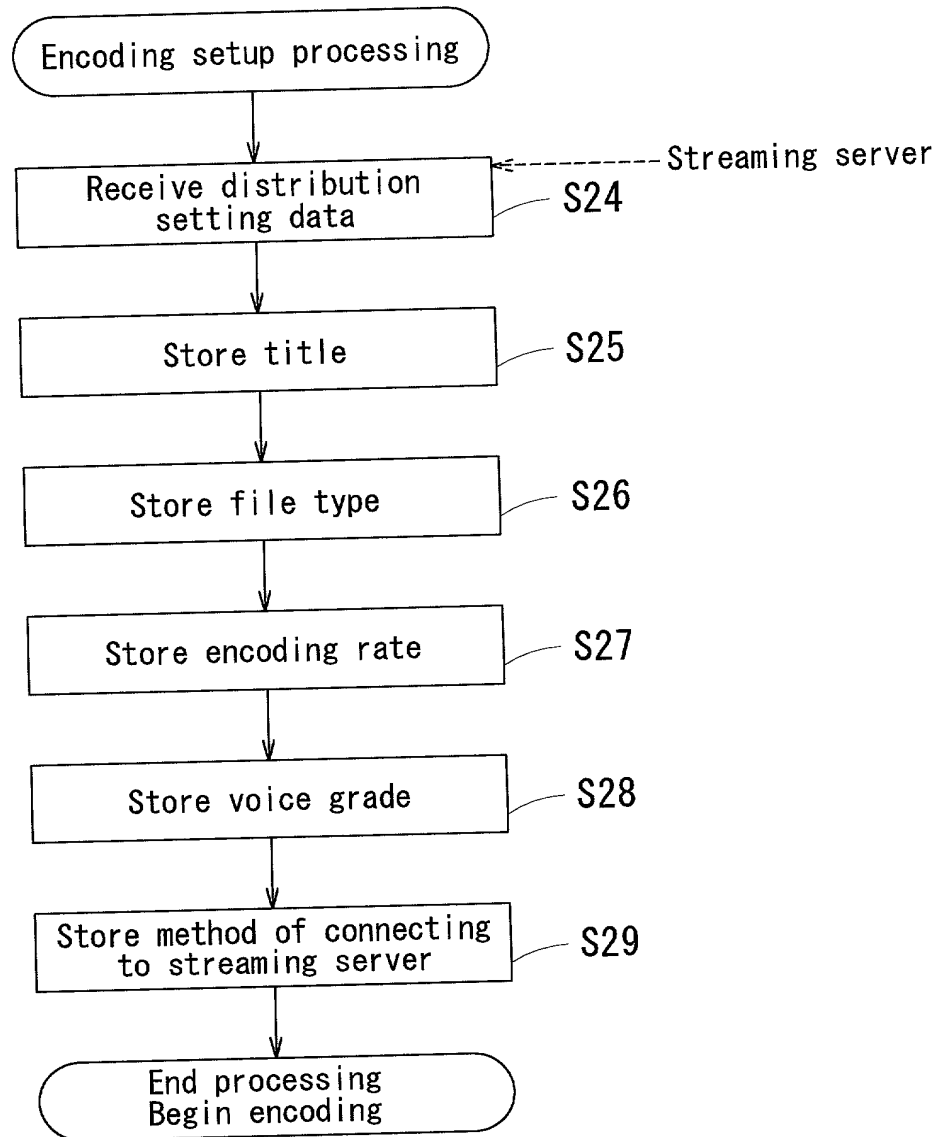 Encoding setup processing
Streaming server
Receive distribution
setting data
S24
Store title
S25
Store file type
S26
Store encoding rate
S27
Store voice grade
S28
Store method of connecting
to streaming server
S29
End processing
Begin encoding